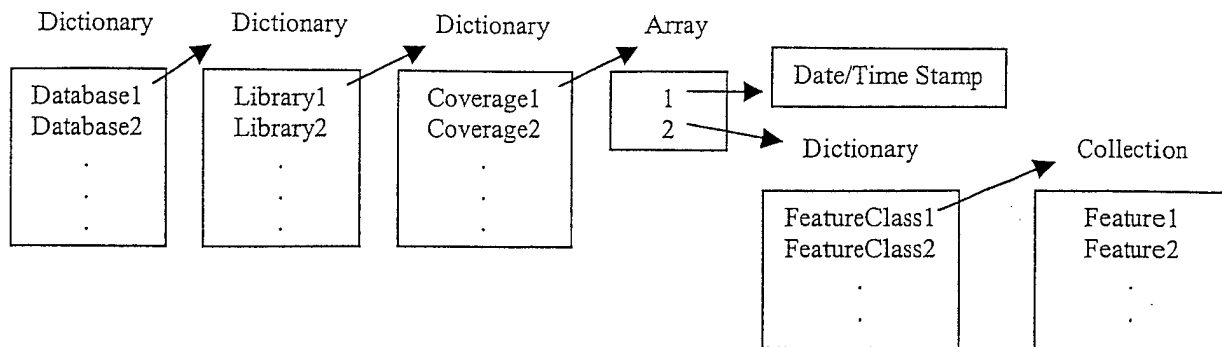 Dictionary
Dictionary
Dictionary
Array
Database1
Database2
.
.
.
Library1
Library2
.
.
.
Coverage1
Coverage2
.
.
.
1
2
Date/Time Stamp
Dictionary
Collection
FeatureClass1
FeatureClass2
.
.
Feature1
Feature2
.
.